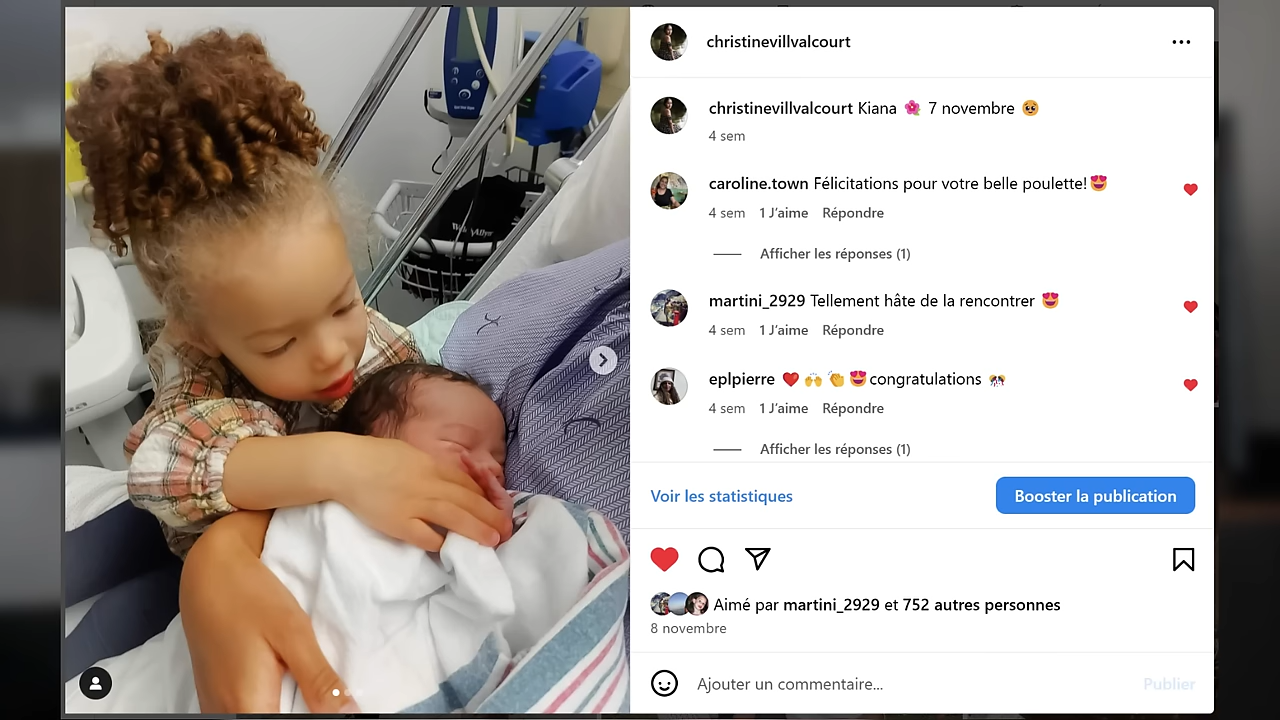 christinevillvalcourt
christinevillvalcourt Kiana 🌺 7 novembre 🥹
4 sem
caroline.town Félicitations pour votre belle poulette!😍
4 sem 1 J'aime Répondre
Afficher les réponses (1)
martini_2929 Tellement hâte de la rencontrer 😍
4 sem 1 J'aime Répondre
eplpierre ❤️ 🙌 👏 😍congratulations 🎊
4 sem 1 J'aime Répondre
Afficher les réponses (1)
Voir les statistiques
Booster la publication
Aimé par martini_2929 et 752 autres personnes
8 novembre
Ajouter un commentaire...
Publier